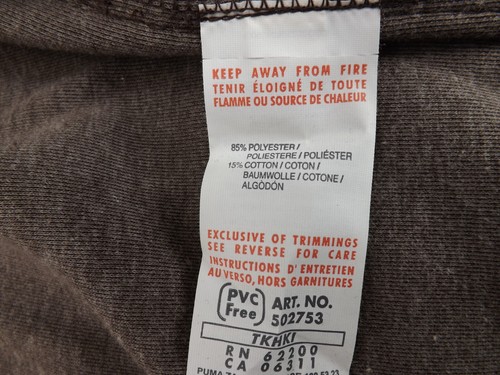 KEEP AWAY FROM FIRE
TENIR ÉLOIGNÉ DE TOUTE
FLAMME OU SOURCE DE CHALEUR
85% POLYESTER /
POLIESTERE / POLIÉSTER
15% COTTON / COTON /
BAUMWOLLE / COTONE /
ALGODÓN
EXCLUSIVE OF TRIMMINGS
SEE REVERSE FOR CARE
INSTRUCTIONS D'ENTRETIEN
AU VERSO, HORS GARNITURES
PVC Free ART. NO.
502753
TKHKI
RN 62200
CA 06311
PUMA